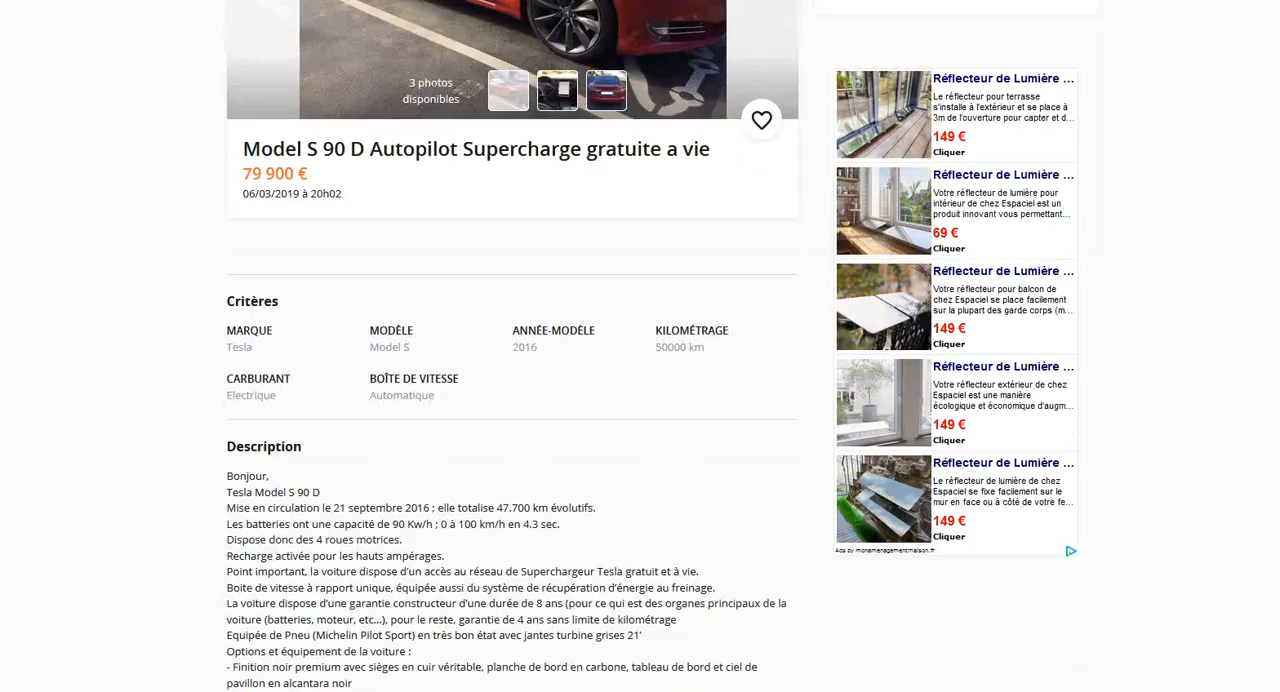 3 photos
disponibles
Model S 90 D Autopilot Supercharge gratuite a vie
79 900 €
06/03/2019 à 20h02
Critères
MARQUE
Tesla
MODÈLE
Model S
ANNÉE-MODÈLE
2016
KILOMÉTRAGE
50000 km
CARBURANT
Electrique
BOÎTE DE VITESSE
Automatique
Description
Bonjour,
Tesla Model S 90 D
Mise en circulation le 21 septembre 2016 ; elle totalise 47.700 km évolutifs.
Les batteries ont une capacité de 90 Kw/h ; 0 à 100 km/h en 4.3 sec.
Dispose donc des 4 roues motrices.
Recharge activée pour les hauts ampérages.
Point important, la voiture dispose d'un accès au réseau de Superchargeur Tesla gratuit et à vie.
Boite de vitesse à rapport unique, équipée aussi du système de récupération d'énergie au freinage.
La voiture dispose d'une garantie constructeur d'une durée de 8 ans (pour ce qui est des organes principaux de la
voiture (batteries, moteur, etc...), pour le reste, garantie de 4 ans sans limite de kilométrage
Equipée de Pneu (Michelin Pilot Sport) en très bon état avec jantes turbine grises 21'
Options et équipement de la voiture :
- Finition noir premium avec sièges en cuir véritable, planche de bord en carbone, tableau de bord et ciel de
pavillon en alcantara noir
Réflecteur de Lumière ...
Le réflecteur pour terrasse
s'installe à l'extérieur et se place à
3m de l'ouverture pour capter et d...
149 €
Cliquer
Réflecteur de Lumière ...
Votre réflecteur de lumière pour
intérieur de chez Espaciel est un
produit innovant vous permettant...
69 €
Cliquer
Réflecteur de Lumière ...
Votre réflecteur pour balcon de
chez Espaciel se place facilement
sur la plupart des garde corps (m...
149 €
Cliquer
Réflecteur de Lumière ...
Votre réflecteur extérieur de chez
Espaciel est une manière
écologique et économique d'augm...
149 €
Cliquer
Réflecteur de Lumière ...
Le réflecteur de lumière de chez
Espaciel se fixe facilement sur le
mur en face ou à côté de votre fe...
149 €
Cliquer
Ads by monamenagementmaison.fr